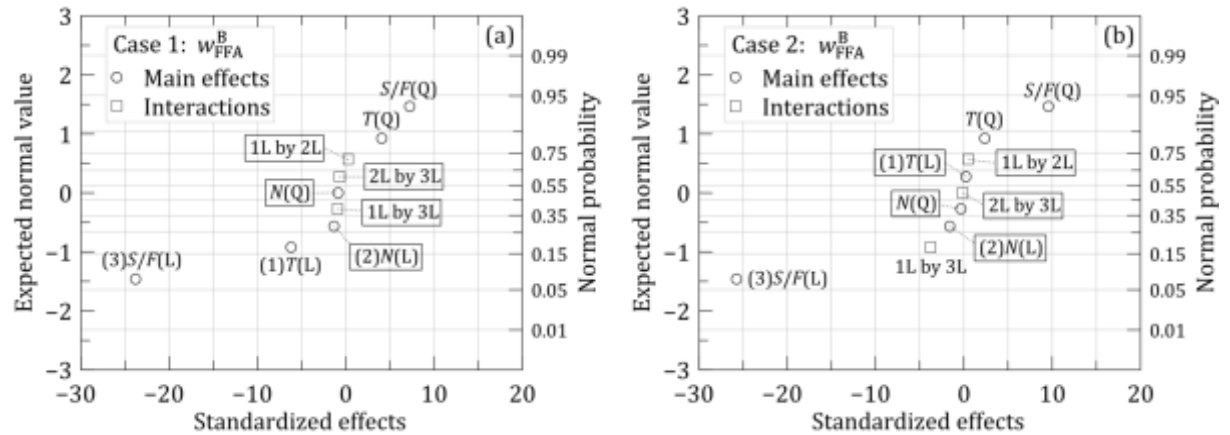 Case 1: w^B_FFA
(a)
Main effects
Interactions
S/F(Q)
T(Q)
1L by 2L
2L by 3L
N(Q)
1L by 3L
(2)N(L)
(1)T(L)
(3)S/F(L)
Expected normal value
3
2
1
0
−1
−2
−3
−30
−20
−10
0
10
20
Standardized effects
0.99
0.95
0.75
0.55
0.35
0.15
0.05
0.01
Normal probability
Case 2: w^B_FFA
(b)
Main effects
Interactions
S/F(Q)
T(Q)
(1)T(L)
1L by 2L
N(Q)
2L by 3L
(2)N(L)
1L by 3L
(3)S/F(L)
Expected normal value
3
2
1
0
−1
−2
−3
−30
−20
−10
0
10
20
Standardized effects
0.99
0.95
0.75
0.55
0.35
0.15
0.05
0.01
Normal probability